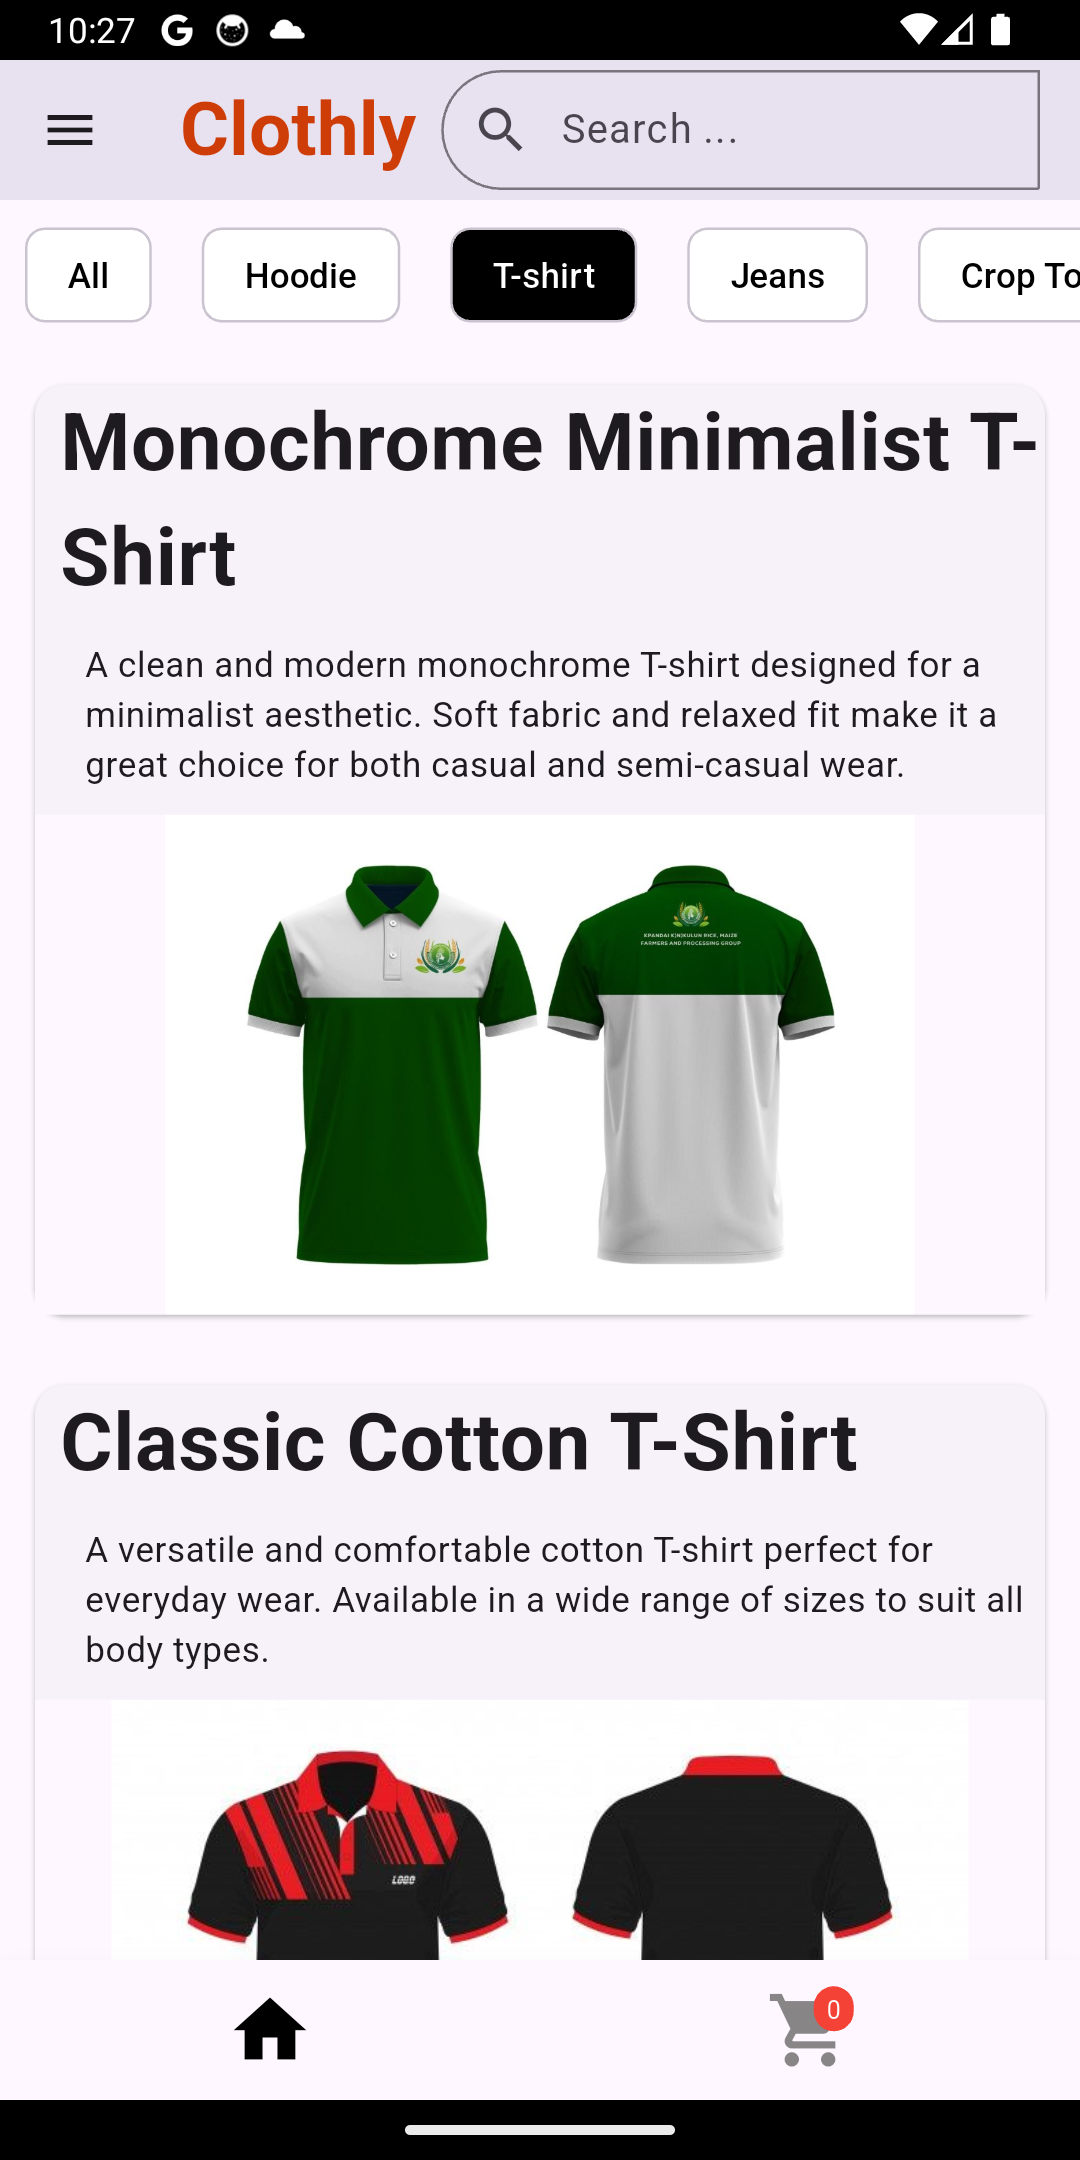 10:27
Clothly
Search ...
All
Hoodie
T-shirt
Jeans
Crop To
Monochrome Minimalist T-
Shirt
A clean and modern monochrome T-shirt designed for a
minimalist aesthetic. Soft fabric and relaxed fit make it a
great choice for both casual and semi-casual wear.
KPANDAI K(N)KULUN RICE, MAIZE
FARMERS AND PROCESSING GROUP
Classic Cotton T-Shirt
A versatile and comfortable cotton T-shirt perfect for
everyday wear. Available in a wide range of sizes to suit all
body types.
LOGO
0